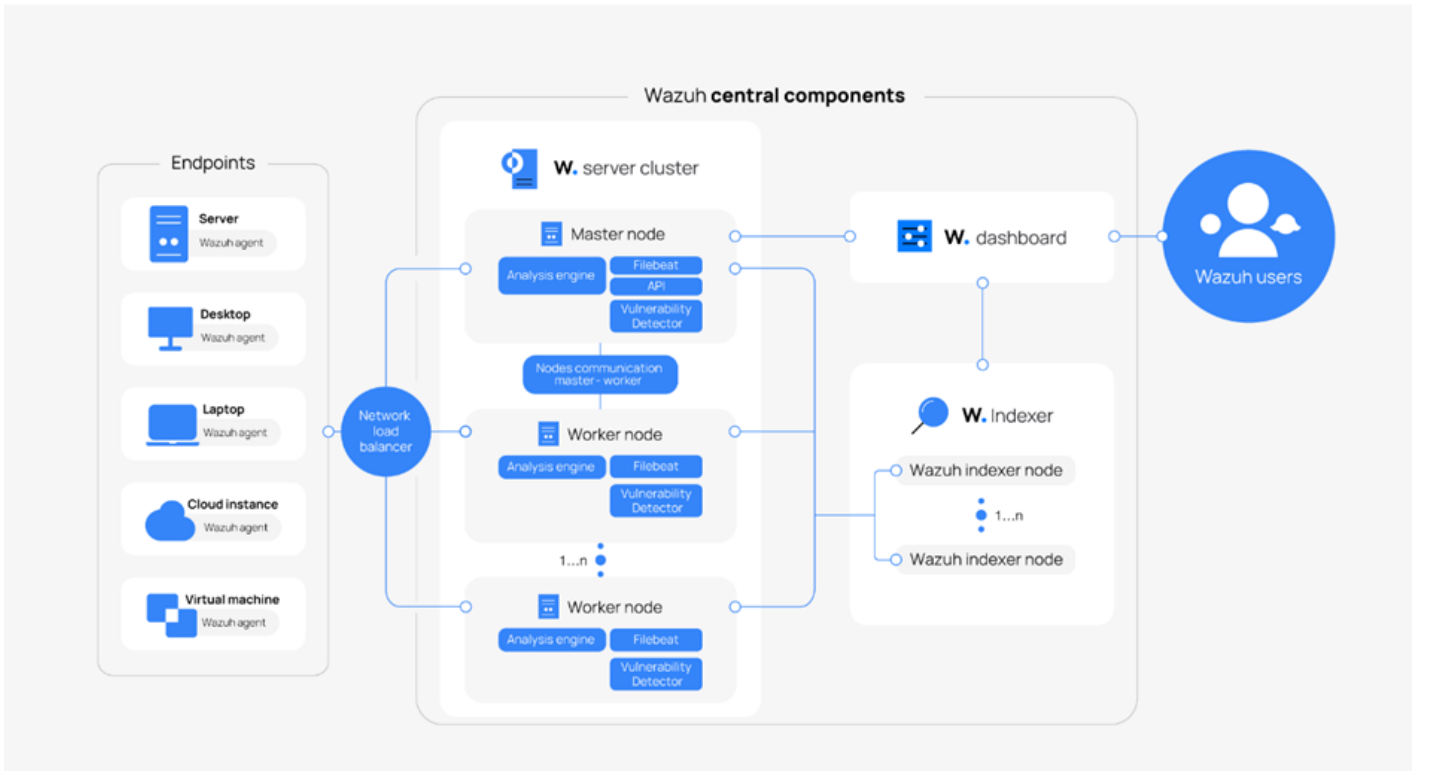 Wazuh central components
Endpoints
Server
Wazuh agent
Desktop
Wazuh agent
Laptop
Wazuh agent
Cloud instance
Wazuh agent
Virtual machine
Wazuh agent
Network
load
balancer
W. server cluster
Master node
Analysis engine
Filebeat
API
Vulnerability
Detector
Nodes communication
master - worker
Worker node
Analysis engine
Filebeat
Vulnerability
Detector
1...n
Worker node
Analysis engine
Filebeat
Vulnerability
Detector
W. dashboard
W. Indexer
Wazuh indexer node
1...n
Wazuh indexer node
Wazuh users